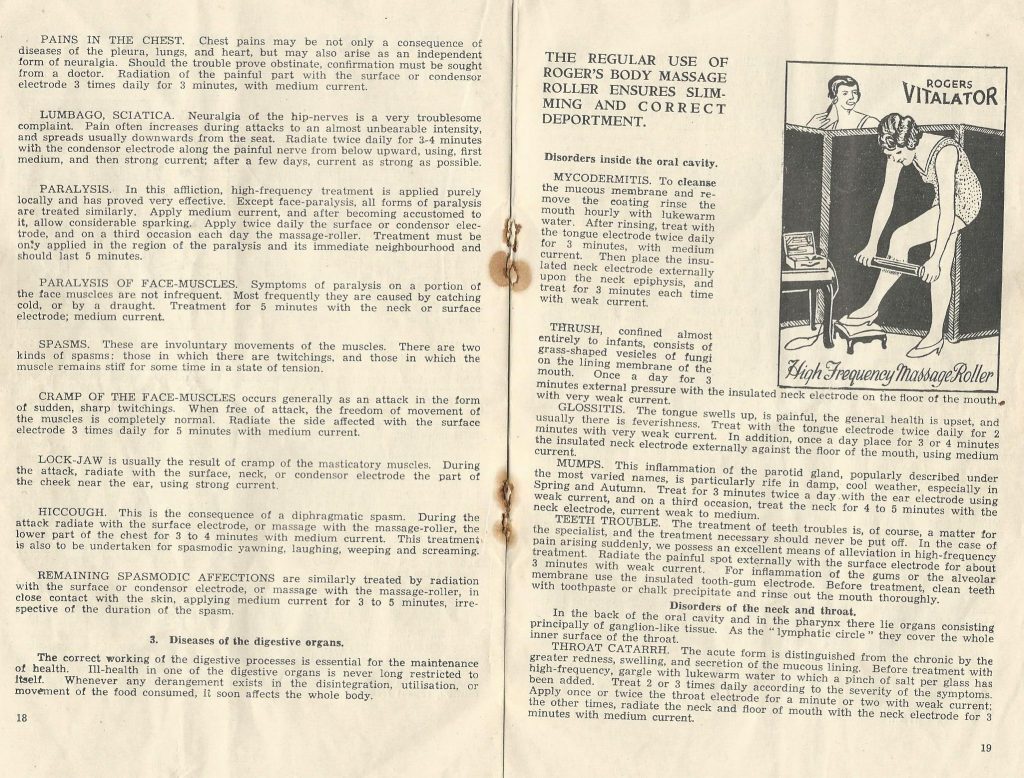 PAINS IN THE CHEST. Chest pains may be not only a consequence of
diseases of the pleura, lungs, and heart, but may also arise as an independent
form of neuralgia. Should the trouble prove obstinate, confirmation must be sought
from a doctor. Radiation of the painful part with the surface or condensor
electrode 3 times daily for 3 minutes, with medium current.
LUMBAGO, SCIATICA. Neuralgia of the hip-nerves is a very troublesome
complaint. Pain often increases during attacks to an almost unbearable intensity,
and spreads usually downwards from the seat. Radiate twice daily for 3-4 minutes
with the condensor electrode along the painful nerve from below upward, using, first
medium, and then strong current; after a few days, current as strong as possible.
PARALYSIS. In this affliction, high-frequency treatment is applied purely
locally and has proved very effective. Except face-paralysis, all forms of paralysis
are treated similarly. Apply medium current, and after becoming accustomed to
it, allow considerable sparking. Apply twice daily the surface or condensor elec-
trode, and on a third occasion each day the massage-roller. Treatment must be
only applied in the region of the paralysis and its immediate neighbourhood and
should last 5 minutes.
PARALYSIS OF FACE-MUSCLES. Symptoms of paralysis on a portion of
the face muscles are not infrequent. Most frequently they are caused by catching
cold, or by a draught. Treatment for 5 minutes with the neck or surface
electrode; medium current.
SPASMS. These are involuntary movements of the muscles. There are two
kinds of spasms: those in which there are twitchings, and those in which the
muscle remains stiff for some time in a state of tension.
CRAMP OF THE FACE-MUSCLES occurs generally as an attack in the form
of sudden, sharp twitchings. When free of attack, the freedom of movement of
the muscles is completely normal. Radiate the side affected with the surface
electrode 3 times daily for 5 minutes with medium current.
LOCK-JAW is usually the result of cramp of the masticatory muscles. During
the attack, radiate with the surface, neck, or condensor electrode the part of
the cheek near the ear, using strong current.
HICCOUGH. This is the consequence of a diphragmatic spasm. During the
attack radiate with the surface electrode, or massage with the massage-roller, the
lower part of the chest for 3 to 4 minutes with medium current. This treatment
is also to be undertaken for spasmodic yawning, laughing, weeping and screaming.
REMAINING SPASMODIC AFFECTIONS are similarly treated by radiation
with the surface or condensor electrode, or massage with the massage-roller, in
close contact with the skin, applying medium current for 3 to 5 minutes, irre-
spective of the duration of the spasm.
3. Diseases of the digestive organs.
The correct working of the digestive processes is essential for the maintenance
of health. Ill-health in one of the digestive organs is never long restricted to
itself. Whenever any derangement exists in the disintegration, utilisation, or
movement of the food consumed, it soon affects the whole body.
18
THE REGULAR USE OF
ROGER'S BODY MASSAGE
ROLLER ENSURES SLIM-
MING AND CORRECT
DEPORTMENT.
ROGERS
VITALATOR
High Frequency Massage Roller
Disorders inside the oral cavity.
MYCODERMITIS. To cleanse
the mucous membrane and re-
move the coating rinse the
mouth hourly with lukewarm
water. After rinsing, treat with
the tongue electrode twice daily
for 3 minutes, with medium
current. Then place the insu-
lated neck electrode externally
upon the neck epiphysis, and
treat for 3 minutes each time
with weak current.
THRUSH, confined almost
entirely to infants, consists of
grass-shaped vesicles of fungi
on the lining membrane of the
mouth. Once a day for 3
minutes external pressure with the insulated neck electrode on the floor of the mouth,
with very weak current.
GLOSSITIS. The tongue swells up, is painful, the general health is upset, and
usually there is feverishness. Treat with the tongue electrode twice daily for 2
minutes with very weak current. In addition, once a day place for 3 or 4 minutes
the insulated neck electrode externally against the floor of the mouth, using medium
current.
MUMPS. This inflammation of the parotid gland, popularly described under
the most varied names, is particularly rife in damp, cool weather, especially in
Spring and Autumn. Treat for 3 minutes twice a day with the ear electrode using
weak current, and on a third occasion, treat the neck for 4 to 5 minutes with the
neck electrode, current weak to medium.
TEETH TROUBLE. The treatment of teeth troubles is, of course, a matter for
the specialist, and the treatment necessary should never be put off. In the case of
pain arising suddenly, we possess an excellent means of alleviation in high-frequency
treatment. Radiate the painful spot externally with the surface electrode for about
3 minutes with weak current. For inflammation of the gums or the alveolar
membrane use the insulated tooth-gum electrode. Before treatment, clean teeth
with toothpaste or chalk precipitate and rinse out the mouth thoroughly.
Disorders of the neck and throat.
In the back of the oral cavity and in the pharynx there lie organs consisting
principally of ganglion-like tissue. As the "lymphatic circle" they cover the whole
inner surface of the throat.
THROAT CATARRH. The acute form is distinguished from the chronic by the
greater redness, swelling, and secretion of the mucous lining. Before treatment with
high-frequency, gargle with lukewarm water to which a pinch of salt per glass has
been added. Treat 2 or 3 times daily according to the severity of the symptoms.
Apply once or twice the throat electrode for a minute or two with weak current;
the other times, radiate the neck and floor of mouth with the neck electrode for 3
minutes with medium current.
19